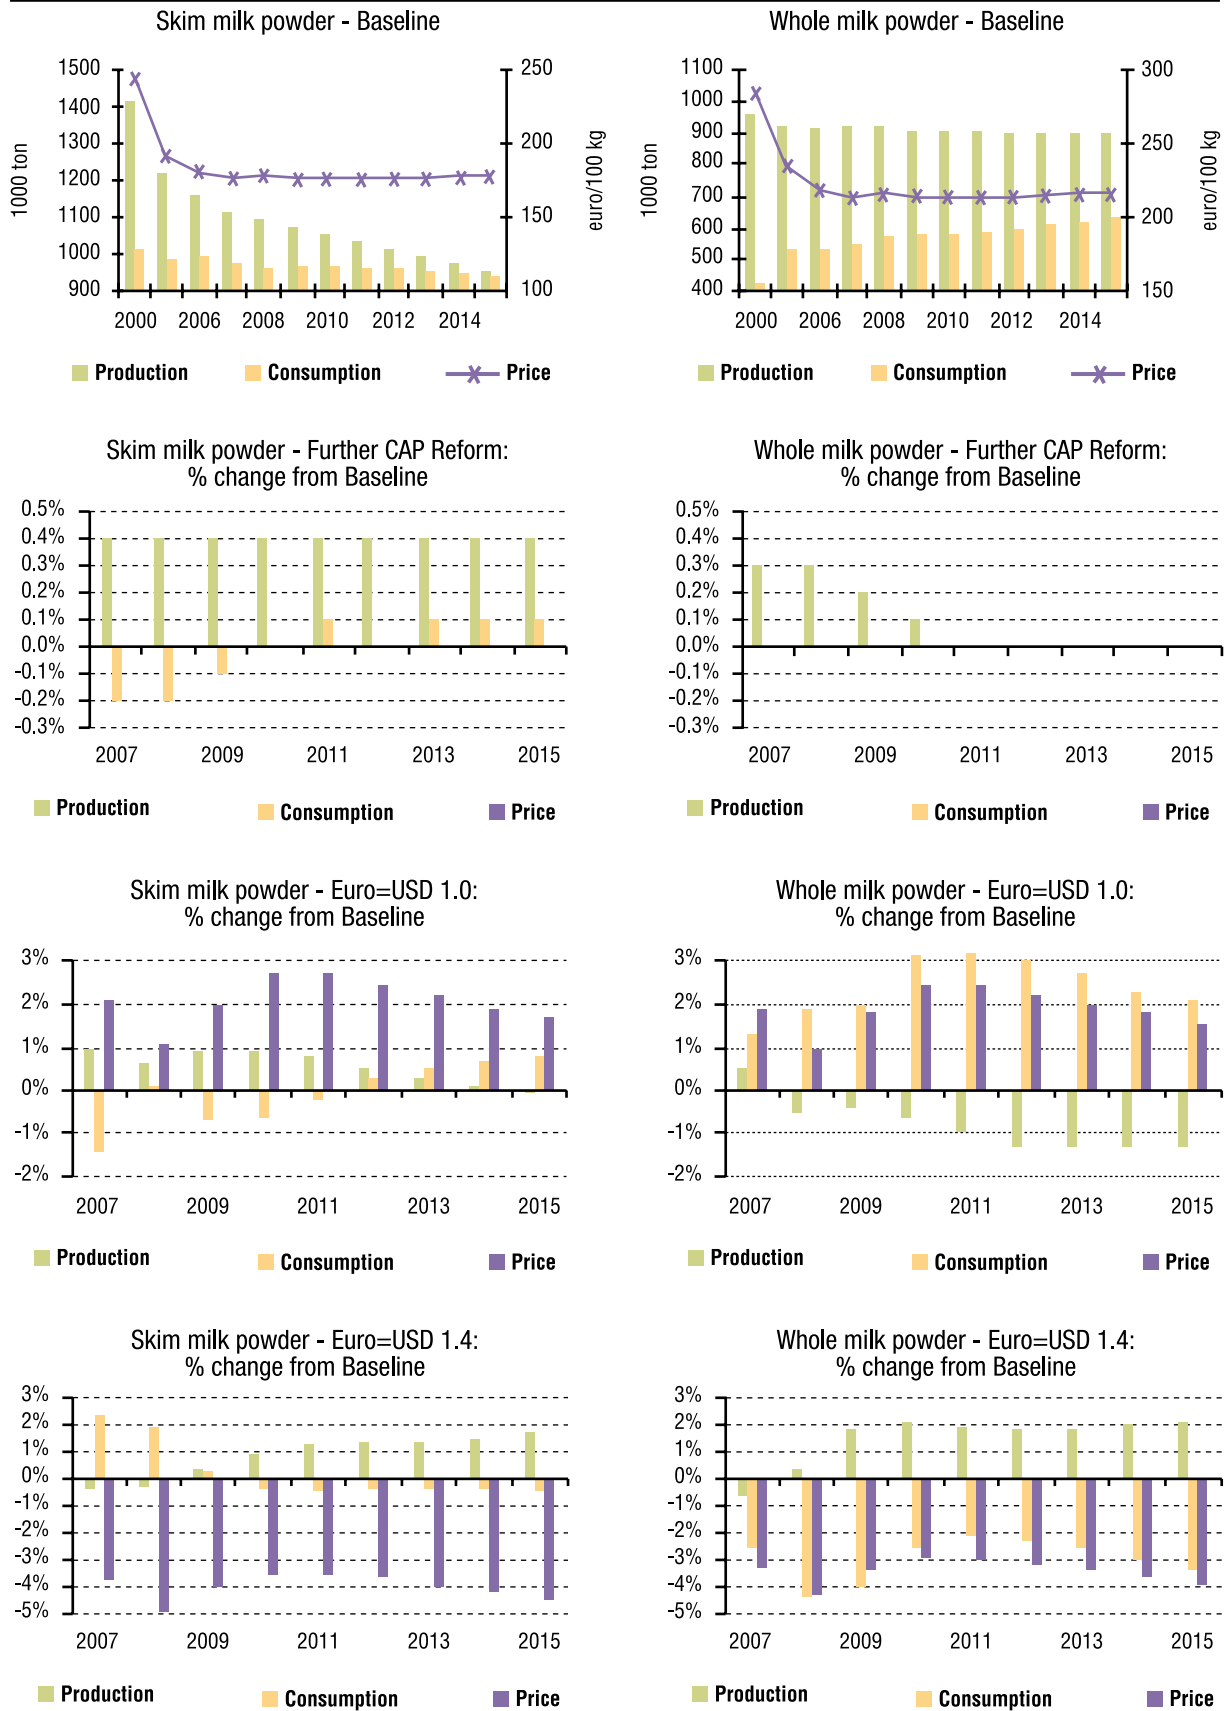 Skim milk powder - Baseline
1500
1400
1300
1200
1100
1000
900
1000 ton
250
200
150
100
euro/100 kg
2000 2006 2008 2010 2012 2014
Production Consumption Price
Whole milk powder - Baseline
1100
1000
900
800
700
600
500
400
1000 ton
300
250
200
150
euro/100 kg
2000 2006 2008 2010 2012 2014
Production Consumption Price
Skim milk powder - Further CAP Reform:
% change from Baseline
0.5%
0.4%
0.3%
0.2%
0.1%
0.0%
-0.1%
-0.2%
-0.3%
2007 2009 2011 2013 2015
Production Consumption Price
Whole milk powder - Further CAP Reform:
% change from Baseline
0.5%
0.4%
0.3%
0.2%
0.1%
0.0%
-0.1%
-0.2%
-0.3%
2007 2009 2011 2013 2015
Production Consumption Price
Skim milk powder - Euro=USD 1.0:
% change from Baseline
3%
2%
1%
0%
-1%
-2%
2007 2009 2011 2013 2015
Production Consumption Price
Whole milk powder - Euro=USD 1.0:
% change from Baseline
3%
2%
1%
0%
-1%
-2%
2007 2009 2011 2013 2015
Production Consumption Price
Skim milk powder - Euro=USD 1.4:
% change from Baseline
3%
2%
1%
0%
-1%
-2%
-3%
-4%
-5%
2007 2009 2011 2013 2015
Production Consumption Price
Whole milk powder - Euro=USD 1.4:
% change from Baseline
3%
2%
1%
0%
-1%
-2%
-3%
-4%
-5%
2007 2009 2011 2013 2015
Production Consumption Price